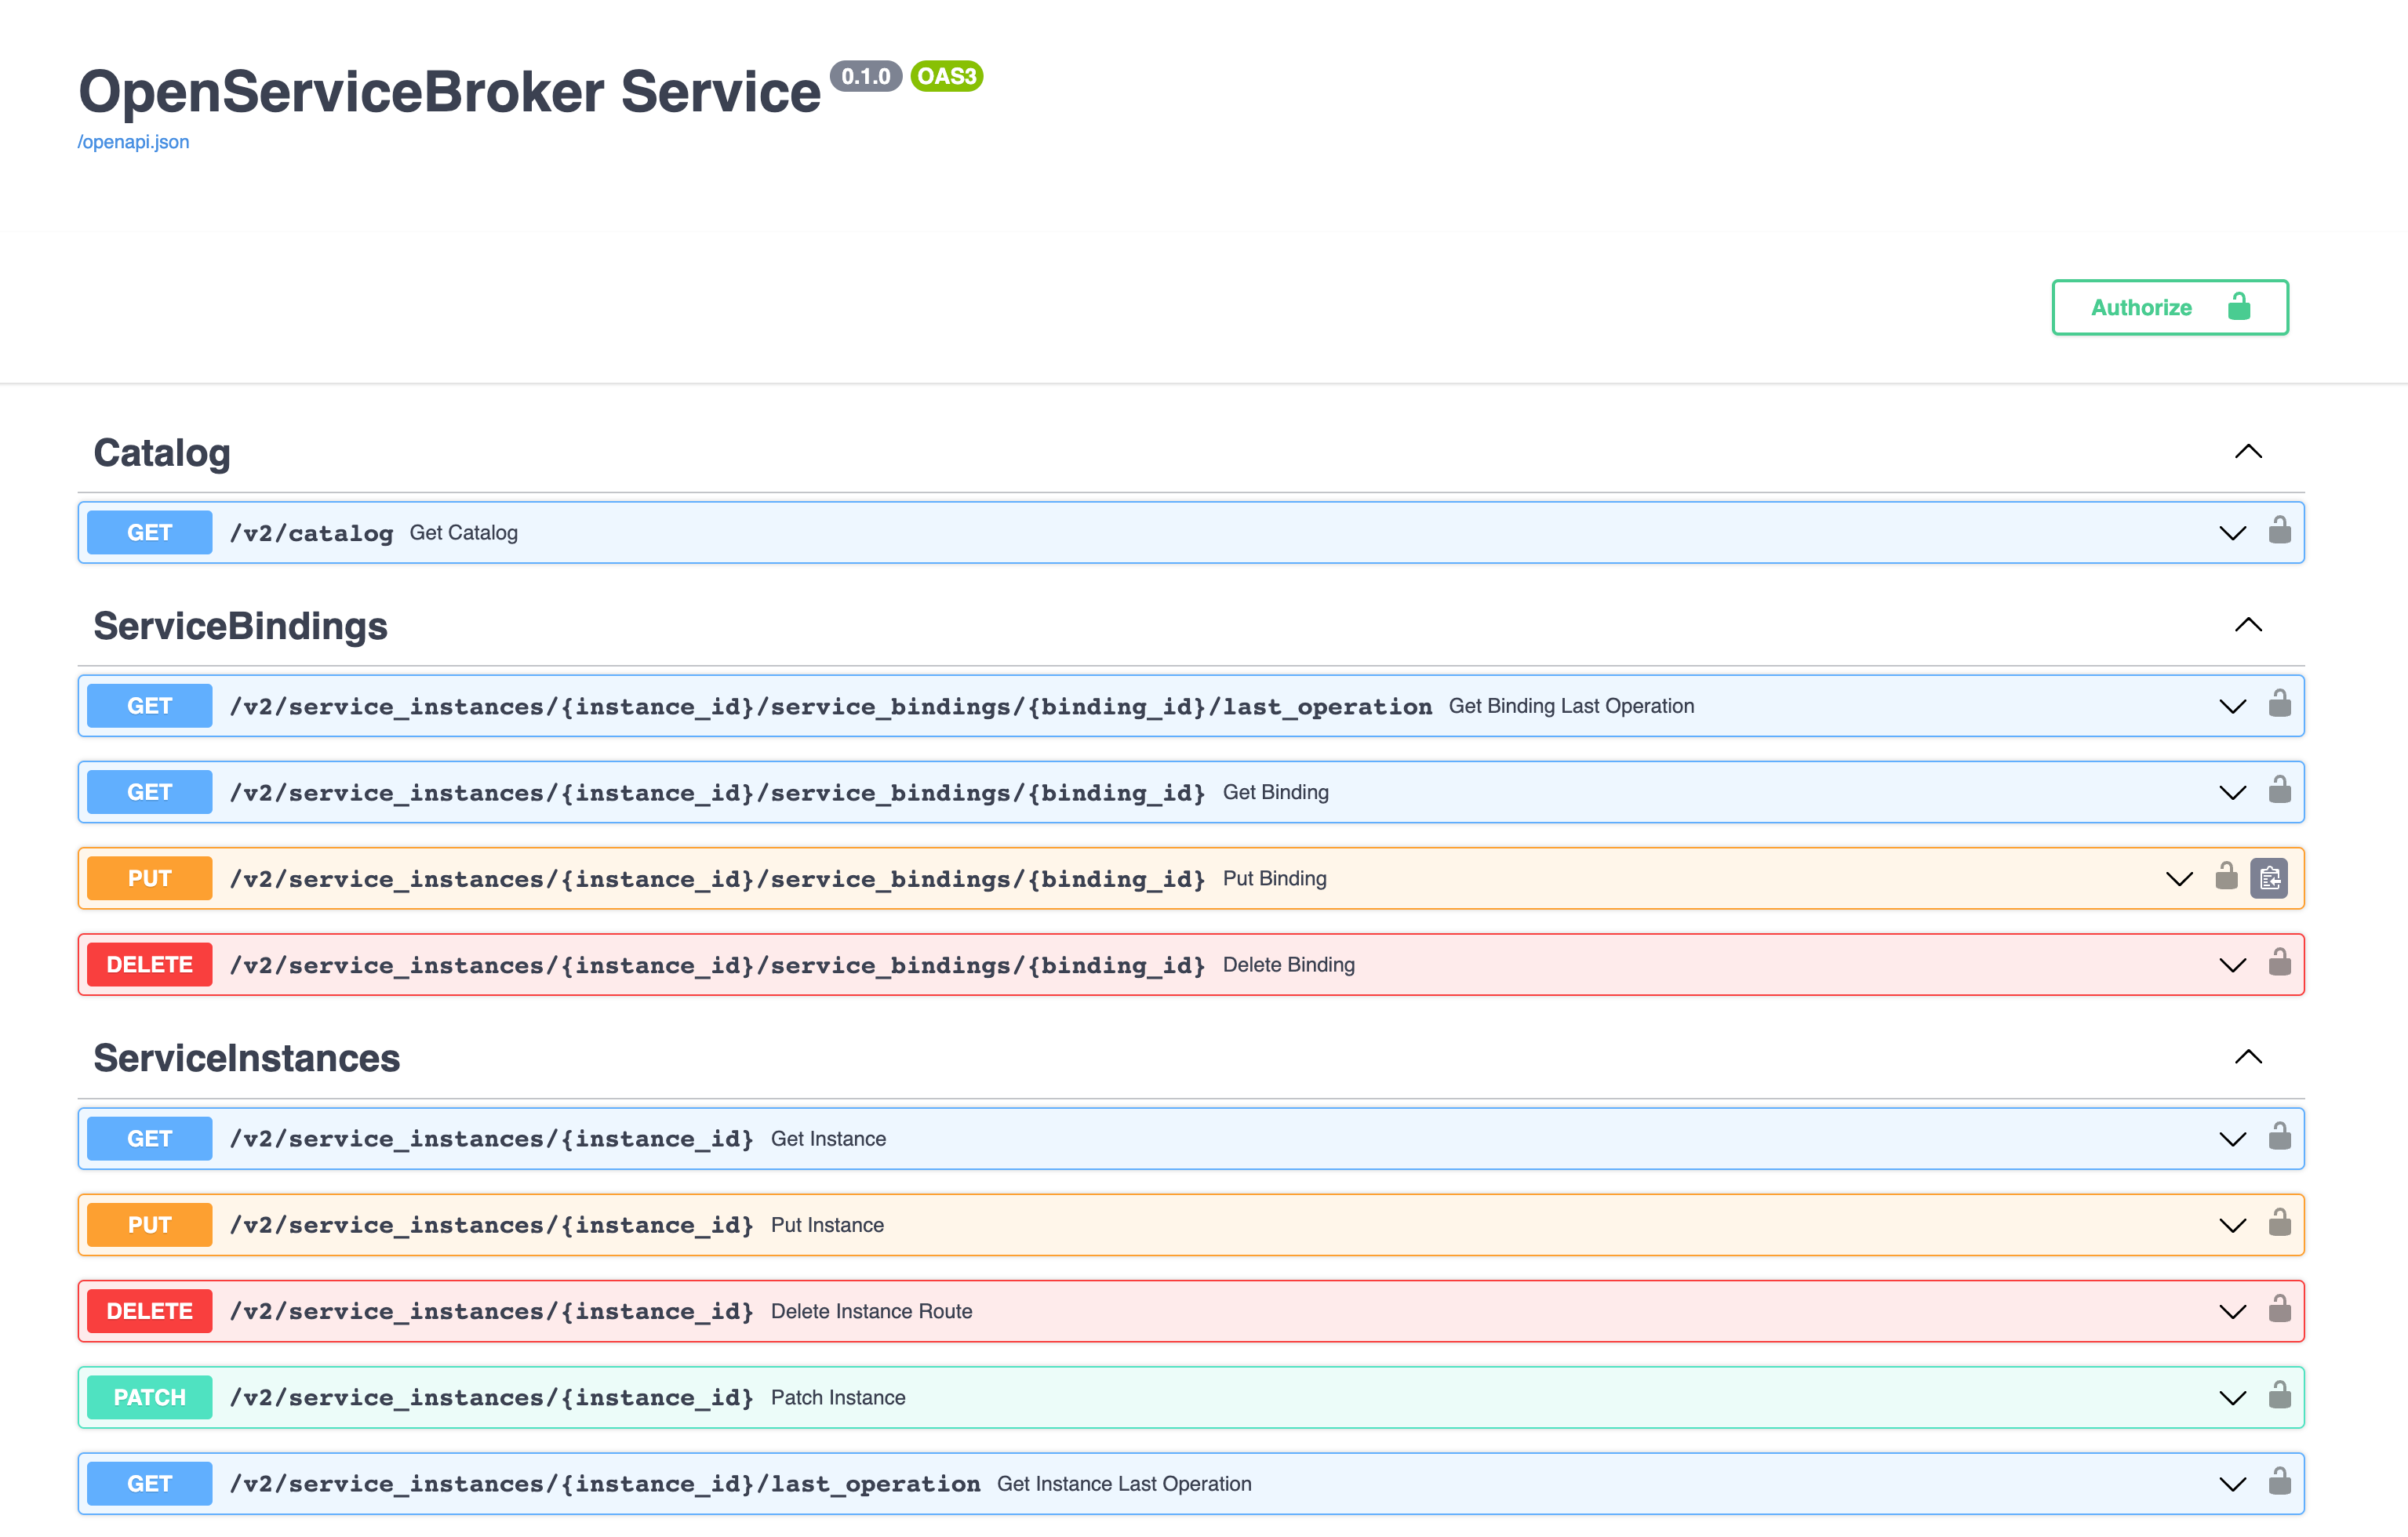 OpenServiceBroker Service 0.1.0 OAS3
/openapi.json
Authorize
Catalog
GET /v2/catalog Get Catalog
ServiceBindings
GET /v2/service_instances/{instance_id}/service_bindings/{binding_id}/last_operation Get Binding Last Operation
GET /v2/service_instances/{instance_id}/service_bindings/{binding_id} Get Binding
PUT /v2/service_instances/{instance_id}/service_bindings/{binding_id} Put Binding
DELETE /v2/service_instances/{instance_id}/service_bindings/{binding_id} Delete Binding
ServiceInstances
GET /v2/service_instances/{instance_id} Get Instance
PUT /v2/service_instances/{instance_id} Put Instance
DELETE /v2/service_instances/{instance_id} Delete Instance Route
PATCH /v2/service_instances/{instance_id} Patch Instance
GET /v2/service_instances/{instance_id}/last_operation Get Instance Last Operation